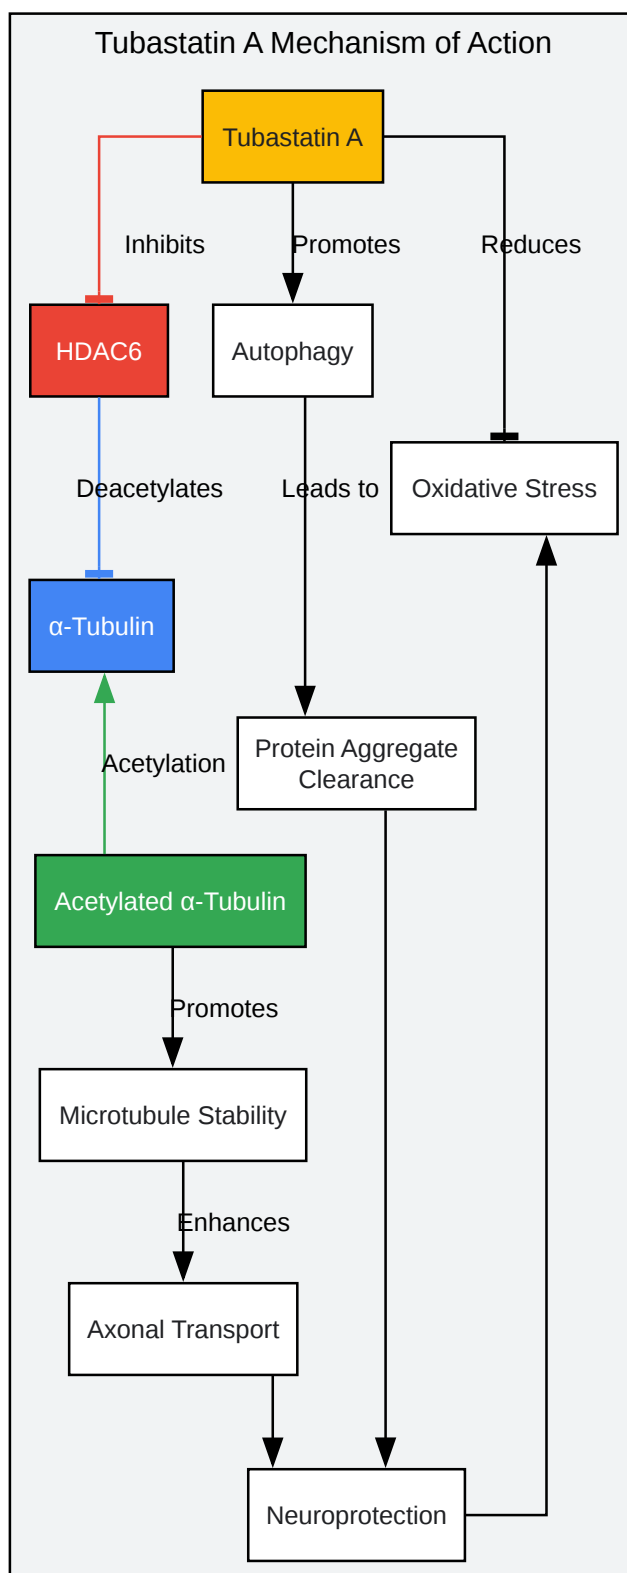 Tubastatin A Mechanism of Action
Tubastatin A
Inhibits
Promotes
Reduces
HDAC6
Autophagy
Deacetylates
Leads to
Oxidative Stress
α-Tubulin
Acetylation
Protein Aggregate
Clearance
Acetylated α-Tubulin
Promotes
Microtubule Stability
Enhances
Axonal Transport
Neuroprotection